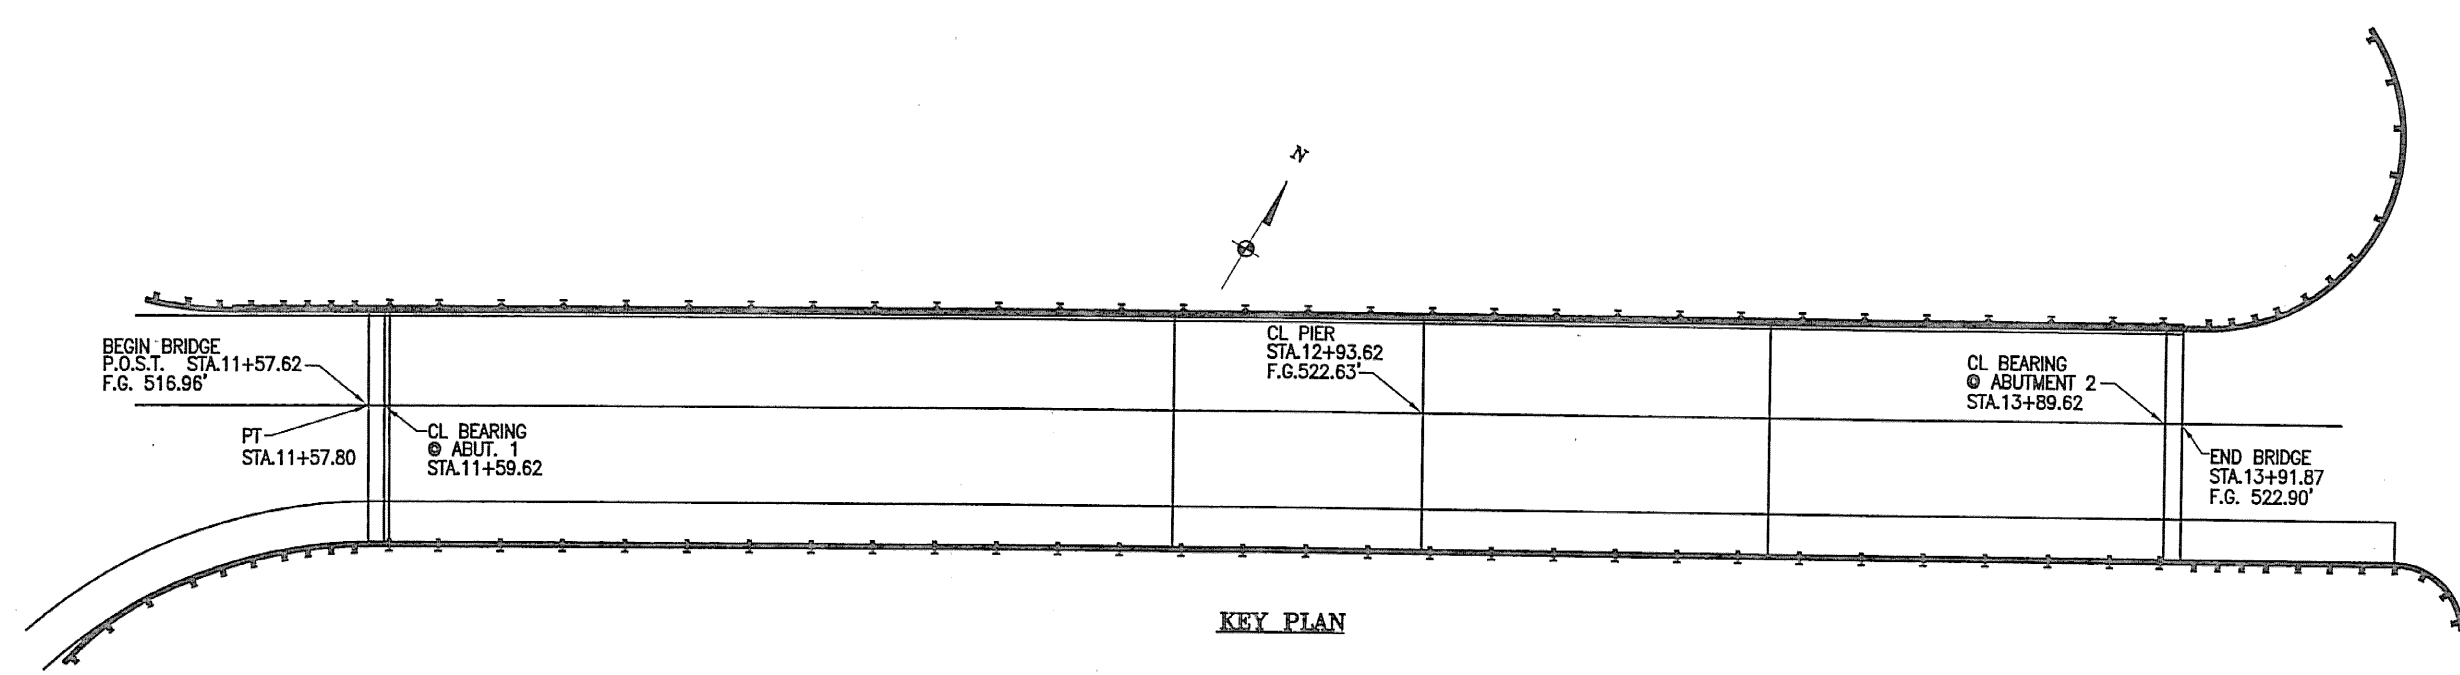 N
BEGIN BRIDGE
P.O.S.T. STA.11+57.62
F.G. 516.96'
PT
STA.11+57.80
CL BEARING
@ ABUT. 1
STA.11+59.62
CL PIER
STA.12+93.62
F.G.522.63'
CL BEARING
@ ABUTMENT 2
STA.13+89.62
END BRIDGE
STA.13+91.87
F.G. 522.90'
KEY PLAN